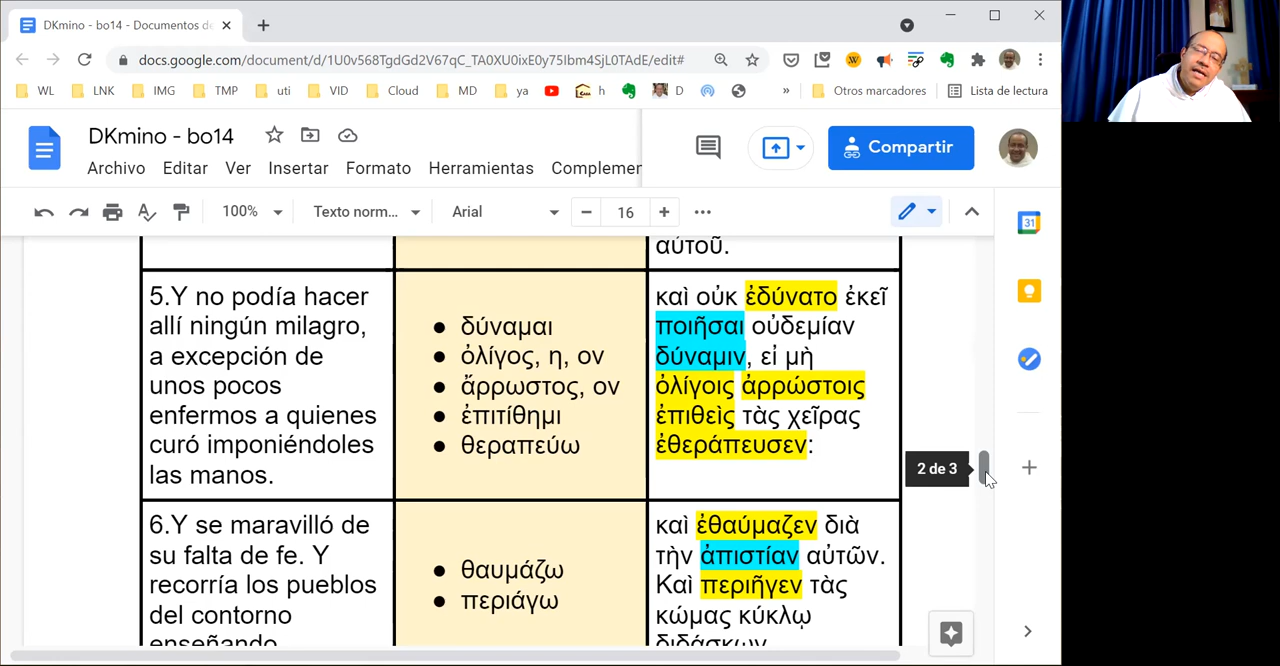 DKmino - bo14 - Documentos de
docs.google.com/document/d/1U0v568TgdGd2V67qC_TA0XU0ixE0y75Ibm4SjL0TAdE/edit#
WL LNK IMG TMP uti VID Cloud MD ya h D » Otros marcadores Lista de lectura
DKmino - bo14
Compartir
Archivo Editar Ver Insertar Formato Herramientas Complemen
100% Texto norm... Arial 16
31
αὐτοῦ.
5.Y no podía hacer
allí ningún milagro,
a excepción de
unos pocos
enfermos a quienes
curó imponiéndoles
las manos.
● δύναμαι
● ὀλίγος, η, ον
● ἄρρωστος, ον
● ἐπιτίθημι
● θεραπεύω
καὶ οὐκ ἐδύνατο ἐκεῖ
ποιῆσαι οὐδεμίαν
δύναμιν, εἰ μὴ
ὀλίγοις ἀρρώστοις
ἐπιθεὶς τὰς χεῖρας
ἐθεράπευσεν:
2 de 3
6.Y se maravilló de
su falta de fe. Y
recorría los pueblos
del contorno
enseñando
● θαυμάζω
● περιάγω
καὶ ἐθαύμαζεν διὰ
τὴν ἀπιστίαν αὐτῶν.
Καὶ περιῆγεν τὰς
κώμας κύκλῳ
διδάσκων